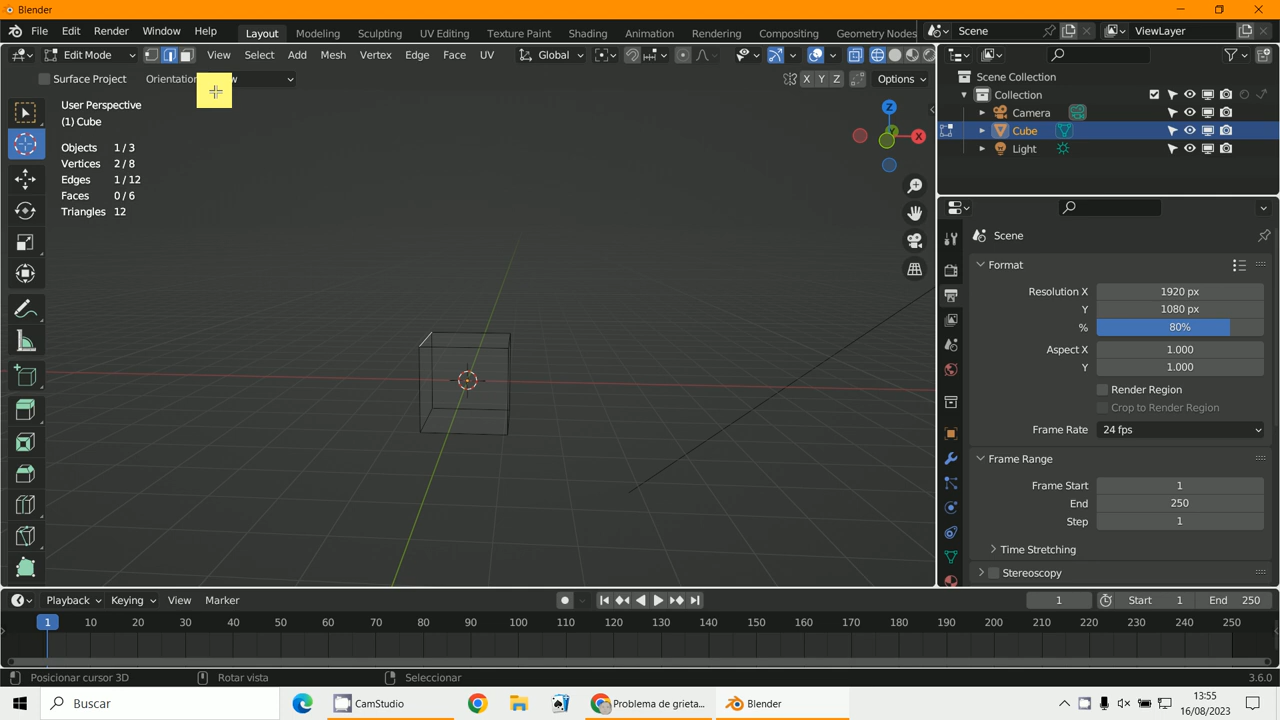 Blender
File Edit Render Window Help Layout Modeling Sculpting UV Editing Texture Paint Shading Animation Rendering Compositing Geometry Nodes Scene ViewLayer
Edit Mode View Select Add Mesh Vertex Edge Face UV Global
Surface Project Orientation X Y Z Options
User Perspective
(1) Cube
Objects 1 / 3
Vertices 2 / 8
Edges 1 / 12
Faces 0 / 6
Triangles 12
Z
Y
X
Scene Collection
Collection
Camera
Cube
Light
Scene
Format
Resolution X 1920 px
Y 1080 px
% 80%
Aspect X 1.000
Y 1.000
Render Region
Crop to Render Region
Frame Rate 24 fps
Frame Range
Frame Start 1
End 250
Step 1
Time Stretching
Stereoscopy
Playback Keying View Marker 1 Start 1 End 250
1 10 20 30 40 50 60 70 80 90 100 110 120 130 140 150 160 170 180 190 200 210 220 230 240 250
Posicionar cursor 3D Rotar vista Seleccionar 3.6.0
Buscar CamStudio Problema de grieta... Blender 13:55
16/08/2023